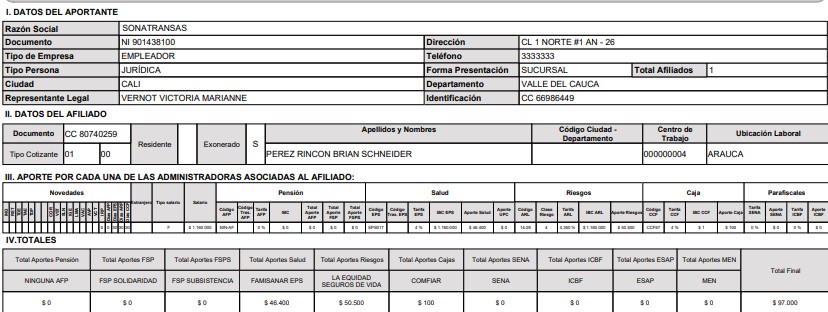 I. DATOS DEL APORTANTE
Razón Social SONATRANSAS
Documento NI 901438100 Dirección CL 1 NORTE #1 AN - 26
Tipo de Empresa EMPLEADOR Teléfono 3333333
Tipo Persona JURÍDICA Forma Presentación SUCURSAL Total Afiliados 1
Ciudad CALI Departamento VALLE DEL CAUCA
Representante Legal VERNOT VICTORIA MARIANNE Identificación CC 66986449
II. DATOS DEL AFILIADO
Documento CC 80740259 Residente Exonerado S Apellidos y Nombres Código Ciudad - Departamento Centro de Trabajo Ubicación Laboral
Tipo Cotizante 01 00 PEREZ RINCON BRIAN SCHNEIDER 000000004 ARAUCA
III. APORTE POR CADA UNA DE LAS ADMINISTRADORAS ASOCIADAS AL AFILIADO:
Novedades Extranjero Tipo salario Salario Pensión Salud Riesgos Caja Parafiscales
Código AFP Código Tras. AFP Tarifa AFP IBC Total Aporte AFP Total Aporte FSP Total Aporte FSPS Código EPS Código Tras. EPS Tarifa EPS IBC EPS Aporte Salud Aporte UPC Código ARL Clase Riesgo Tarifa ARL IBC ARL Aporte Riesgos Código CCF Tarifa CCF IBC CCF Aporte Caja Tarifa SENA Aporte SENA Tarifa ICBF Aporte ICBF
F $ 1.160.000 NIN-AF 0 % $ 0 $ 0 $ 0 $ 0 EPS017 4 % $ 1.160.000 $ 46.400 $ 0 14-29 4 4.350 % $ 1.160.000 $ 50.500 CCF67 4 % $ 1 $ 100 0 % $ 0 0 % $ 0
IV.TOTALES
Total Aportes Pensión Total Aportes FSP Total Aportes FSPS Total Aportes Salud Total Aportes Riesgos Total Aportes Cajas Total Aportes SENA Total Aportes ICBF Total Aportes ESAP Total Aportes MEN Total Final
NINGUNA AFP FSP SOLIDARIDAD FSP SUBSISTENCIA FAMISANAR EPS LA EQUIDAD SEGUROS DE VIDA COMFIAR SENA ICBF ESAP MEN
$ 0 $ 0 $ 0 $ 46.400 $ 50.500 $ 100 $ 0 $ 0 $ 0 $ 0 $ 97.000